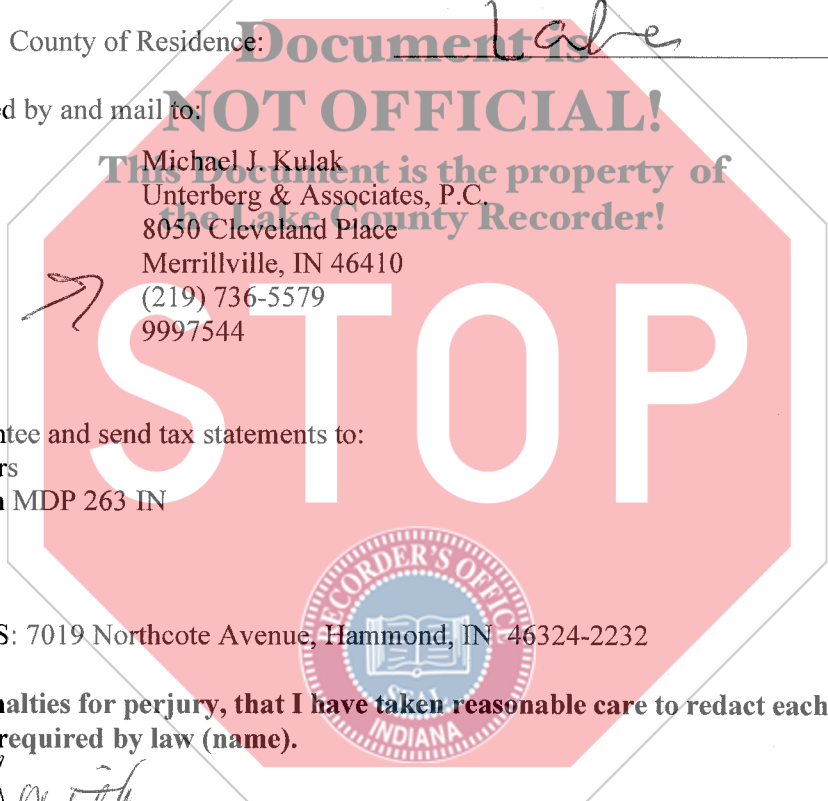 County of Residence: Lake
Document is
NOT OFFICIAL!
This Document is the property of
the Lake County Recorder!
ed by and mail to:
Michael J. Kulak
Unterberg & Associates, P.C.
8050 Cleveland Place
Merrillville, IN 46410
(219) 736-5579
9997544
STOP
ntee and send tax statements to:
rs
n MDP 263 IN
RECORDER'S OFFICE
SEAL
INDIANA
S: 7019 Northcote Avenue, Hammond, IN 46324-2232
nalties for perjury, that I have taken reasonable care to redact each
required by law (name).